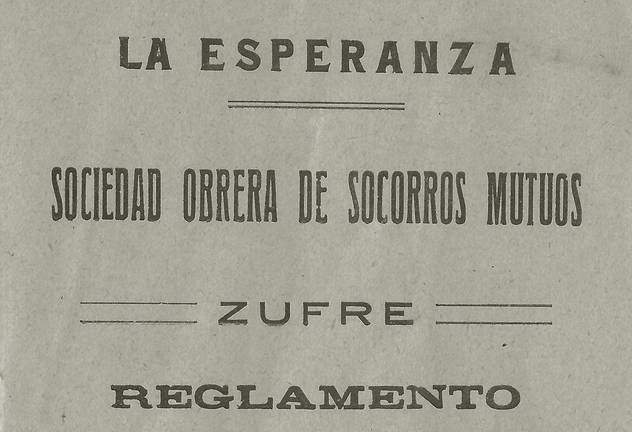 LA ESPERANZA
SOCIEDAD OBRERA DE SOCORROS MUTUOS
ZUFRE
REGLAMENTO